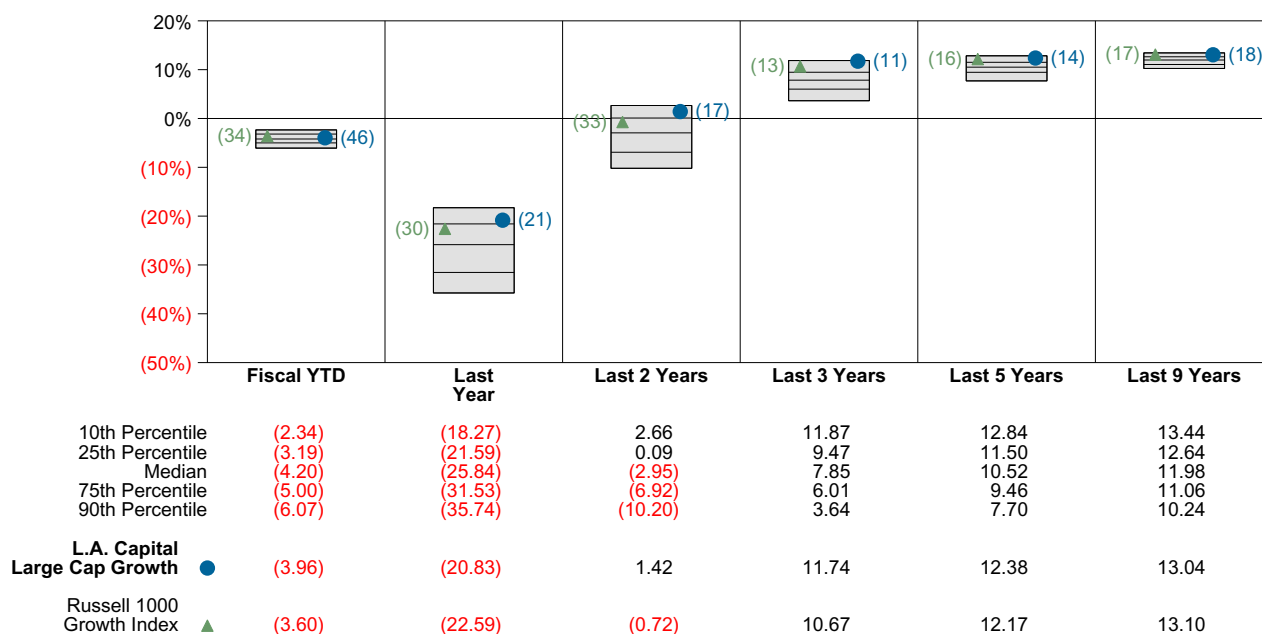 20%
10%
0%
(10%)
(20%)
(30%)
(40%)
(50%)
(34) (46)
(30) (21)
(33) (17)
(13) (11)
(16) (14)
(17) (18)
Fiscal YTD Last Last 2 Years Last 3 Years Last 5 Years Last 9 Years
Year
10th Percentile (2.34) (18.27) 2.66 11.87 12.84 13.44
25th Percentile (3.19) (21.59) 0.09 9.47 11.50 12.64
Median (4.20) (25.84) (2.95) 7.85 10.52 11.98
75th Percentile (5.00) (31.53) (6.92) 6.01 9.46 11.06
90th Percentile (6.07) (35.74) (10.20) 3.64 7.70 10.24
L.A. Capital
Large Cap Growth (3.96) (20.83) 1.42 11.74 12.38 13.04
Russell 1000
Growth Index (3.60) (22.59) (0.72) 10.67 12.17 13.10